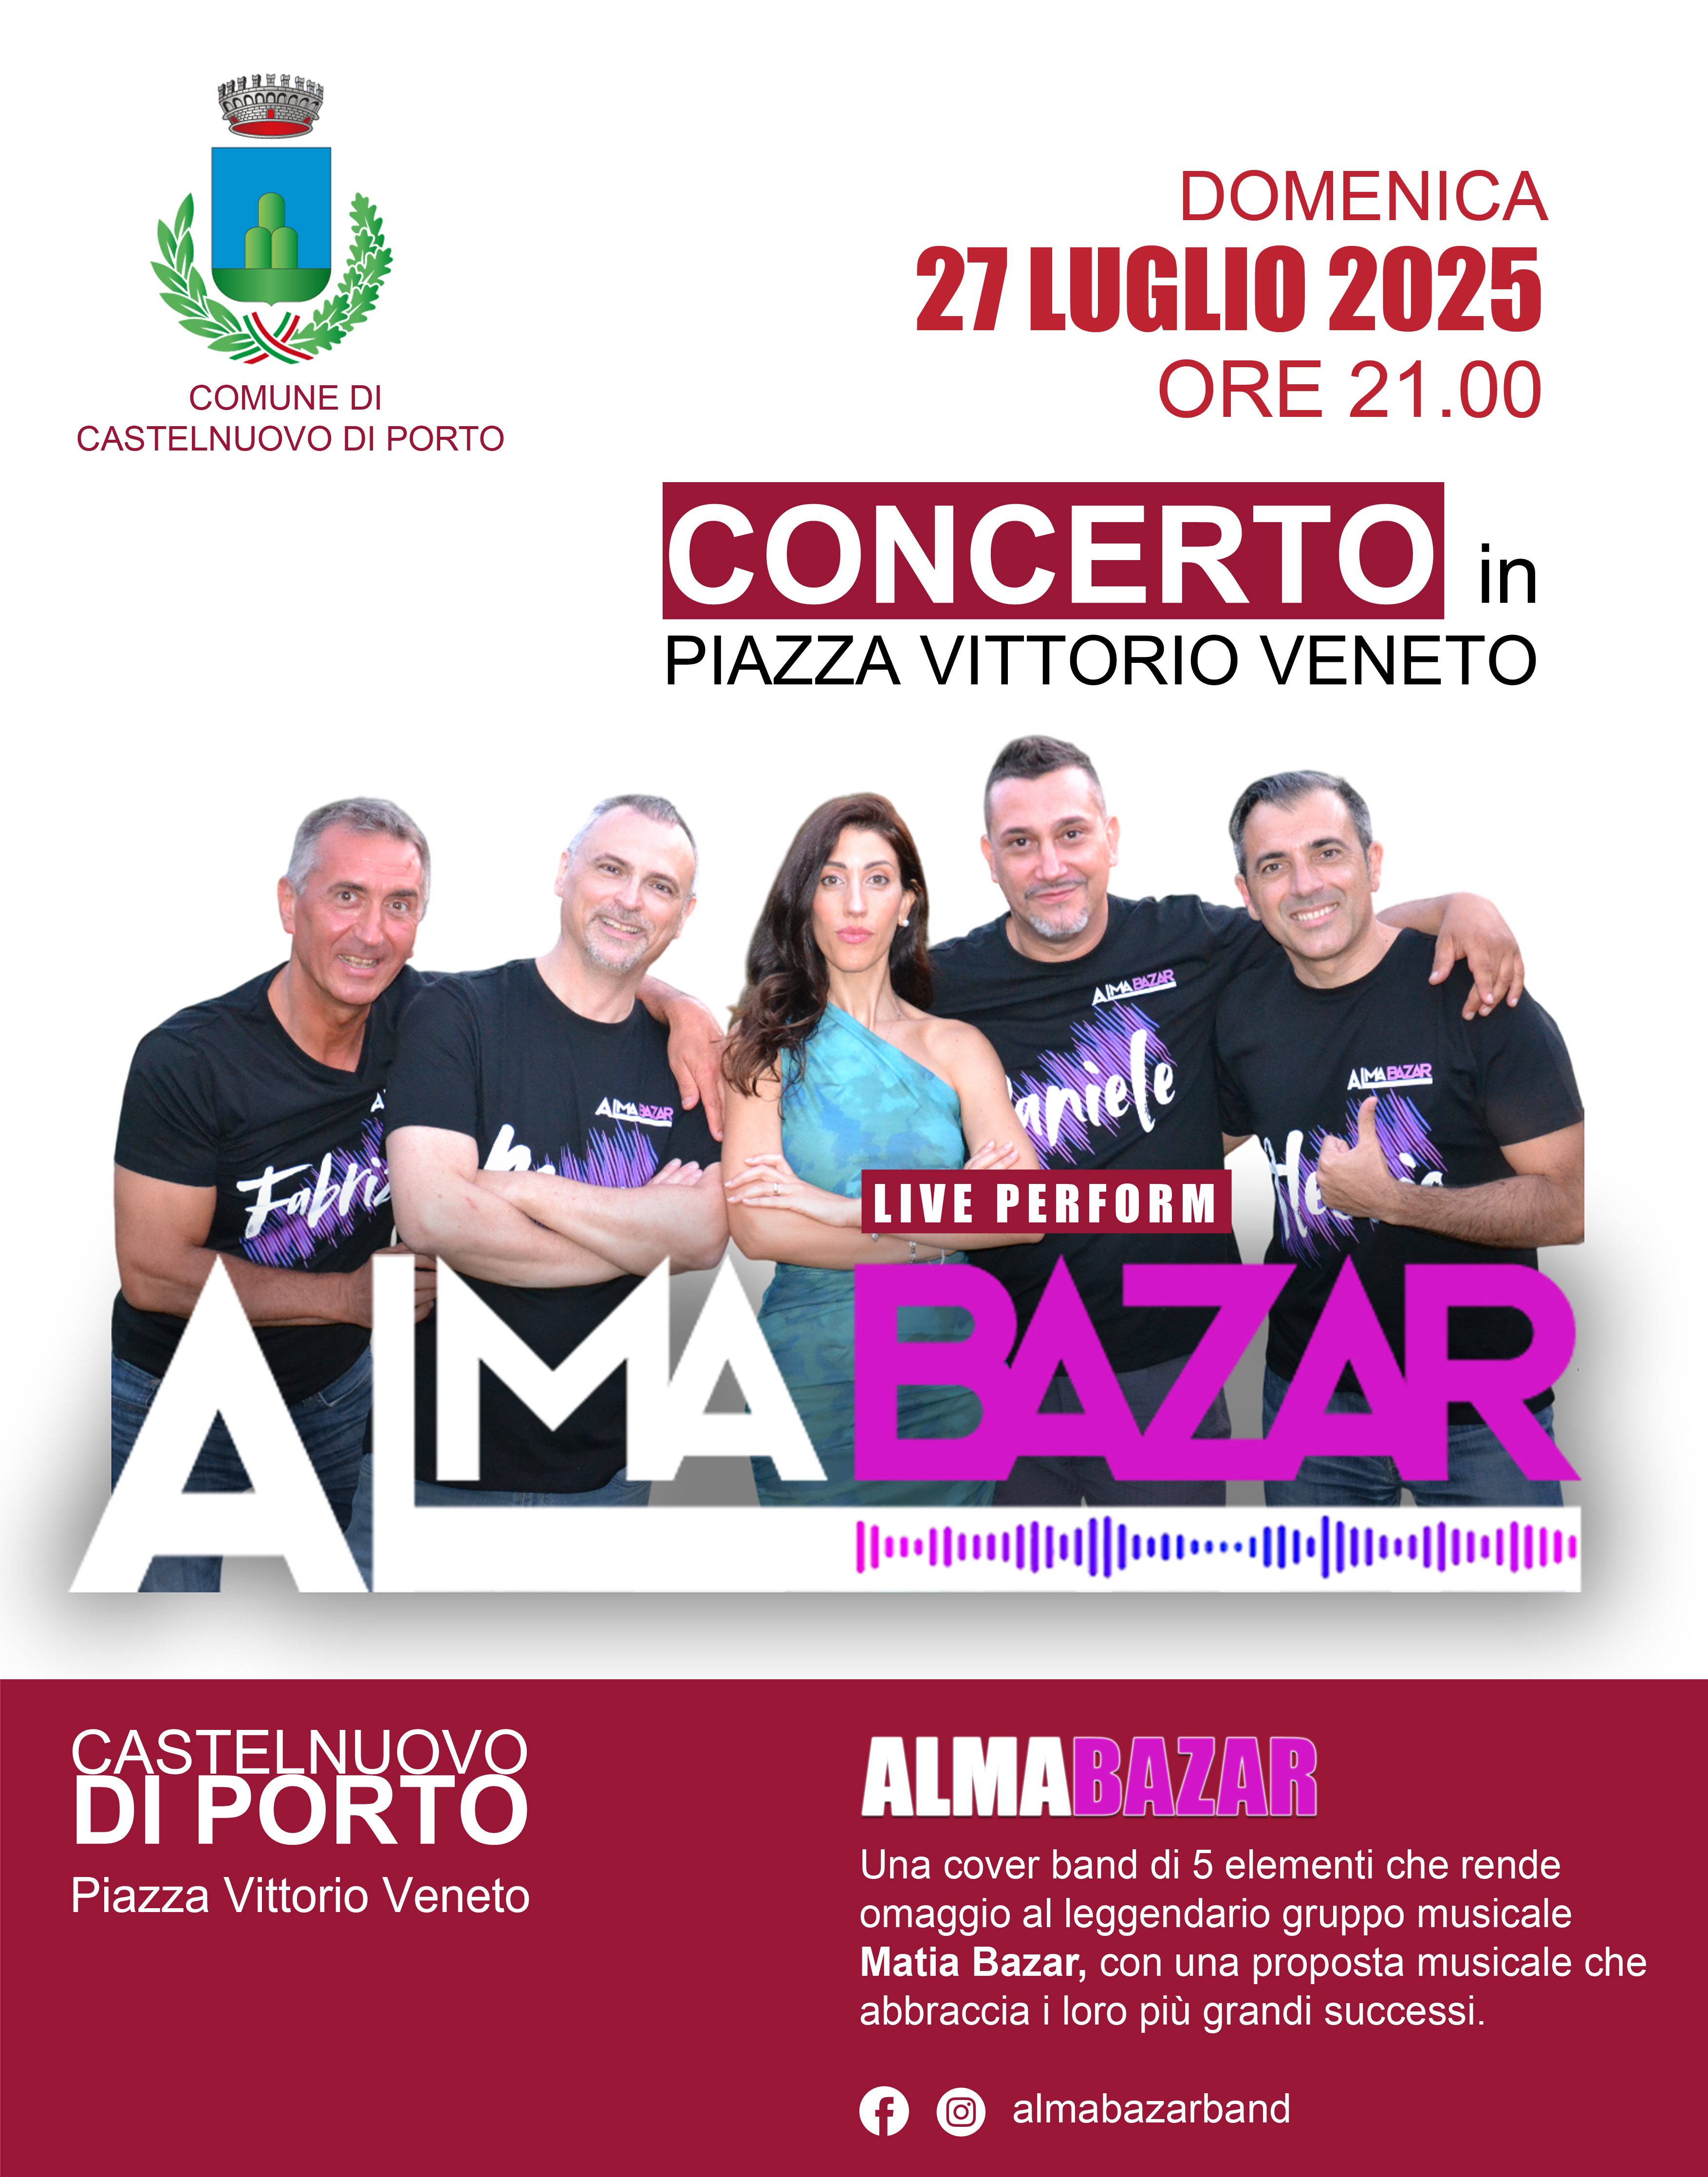 COMUNE DI
CASTELNUOVO DI PORTO
DOMENICA
27 LUGLIO 2025
ORE 21.00
CONCERTO in
PIAZZA VITTORIO VENETO
ALMABAZAR
ALMABAZAR
ALMABAZAR
aniele
Fabriz
LIVE PERFORM
ALMABAZAR
CASTELNUOVO
DI PORTO
Piazza Vittorio Veneto
ALMABAZAR
Una cover band di 5 elementi che rende
omaggio al leggendario gruppo musicale
Matia Bazar, con una proposta musicale che
abbraccia i loro più grandi successi.
almabazarband